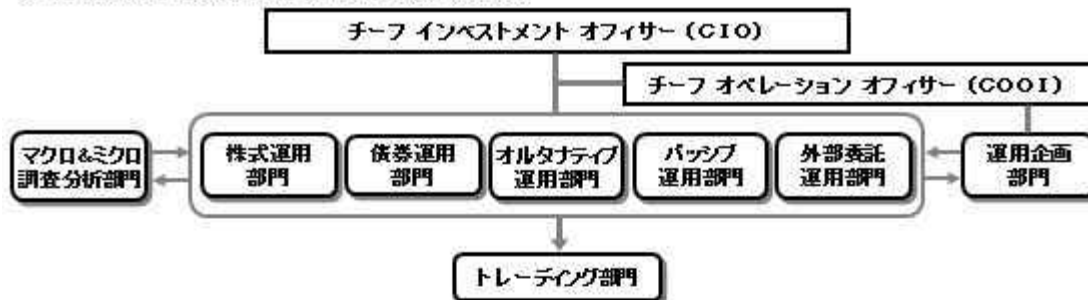 チーフ インベストメント オフィサー (CIO)
チーフ オペレーション オフィサー (COOI)
マクロ&ミクロ
調査分析部門
株式運用
部門
債券運用
部門
オルタナティブ
運用部門
パッシブ
運用部門
外部委託
運用部門
運用企画
部門
トレーディング部門